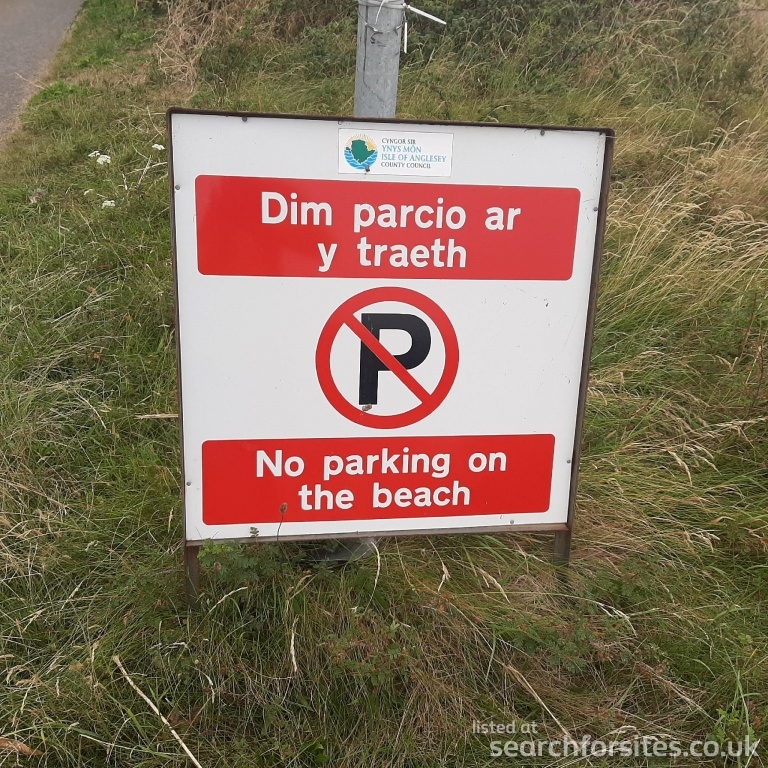 CYNGOR SIR
YNYS MÔN
ISLE OF ANGLESEY
COUNTY COUNCIL
Dim parcio ar
y traeth
P
No parking on
the beach
listed at
searchforsites.co.uk